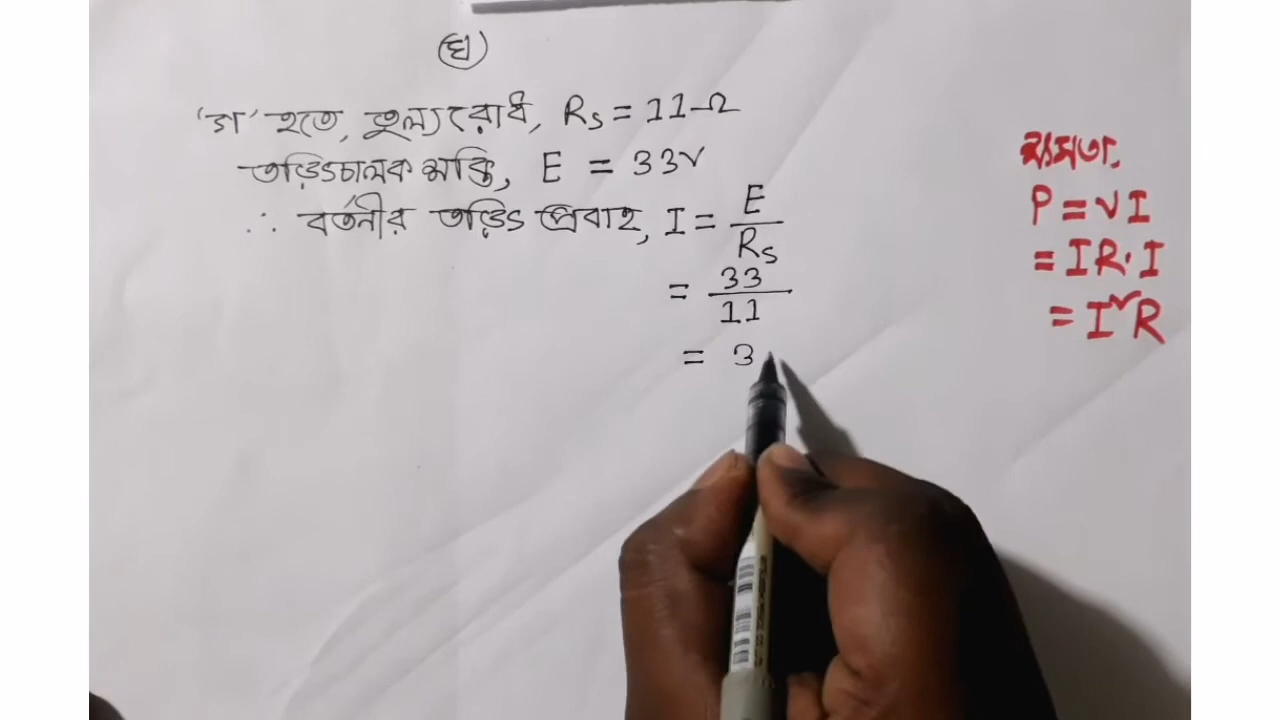 (ঘ)
'গ' হতে, তুল্যরোধ, Rs = 11Ω
তড়িৎচালক শক্তি, E = 33v
∴ বর্তনীর তড়িৎ প্রবাহ, I = E/Rs
= 33/11
= 3
ক্ষমতা,
P = VI
= IR·I
= I²R